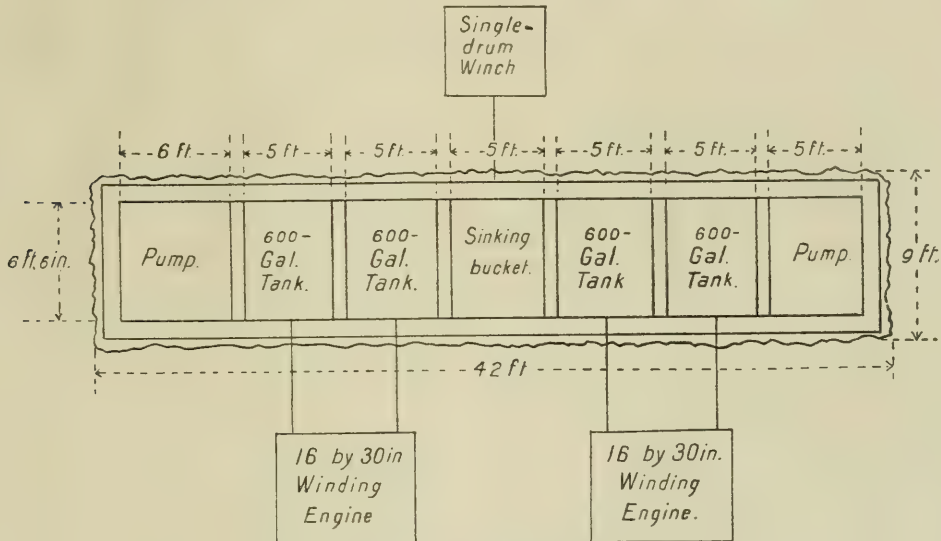 Single-
drum
Winch
6 ft. 5 ft. 5 ft. 5 ft. 5 ft. 5 ft. 5 ft.
6 ft. 6 in.
Pump.
600-
Gal.
Tank.
600-
Gal.
Tank.
Sinking
bucket.
600-
Gal.
Tank
600-
Gal.
Tank.
Pump.
9 ft.
42 ft
16 by 30 in
Winding
Engine
16 by 30 in.
Winding
Engine.